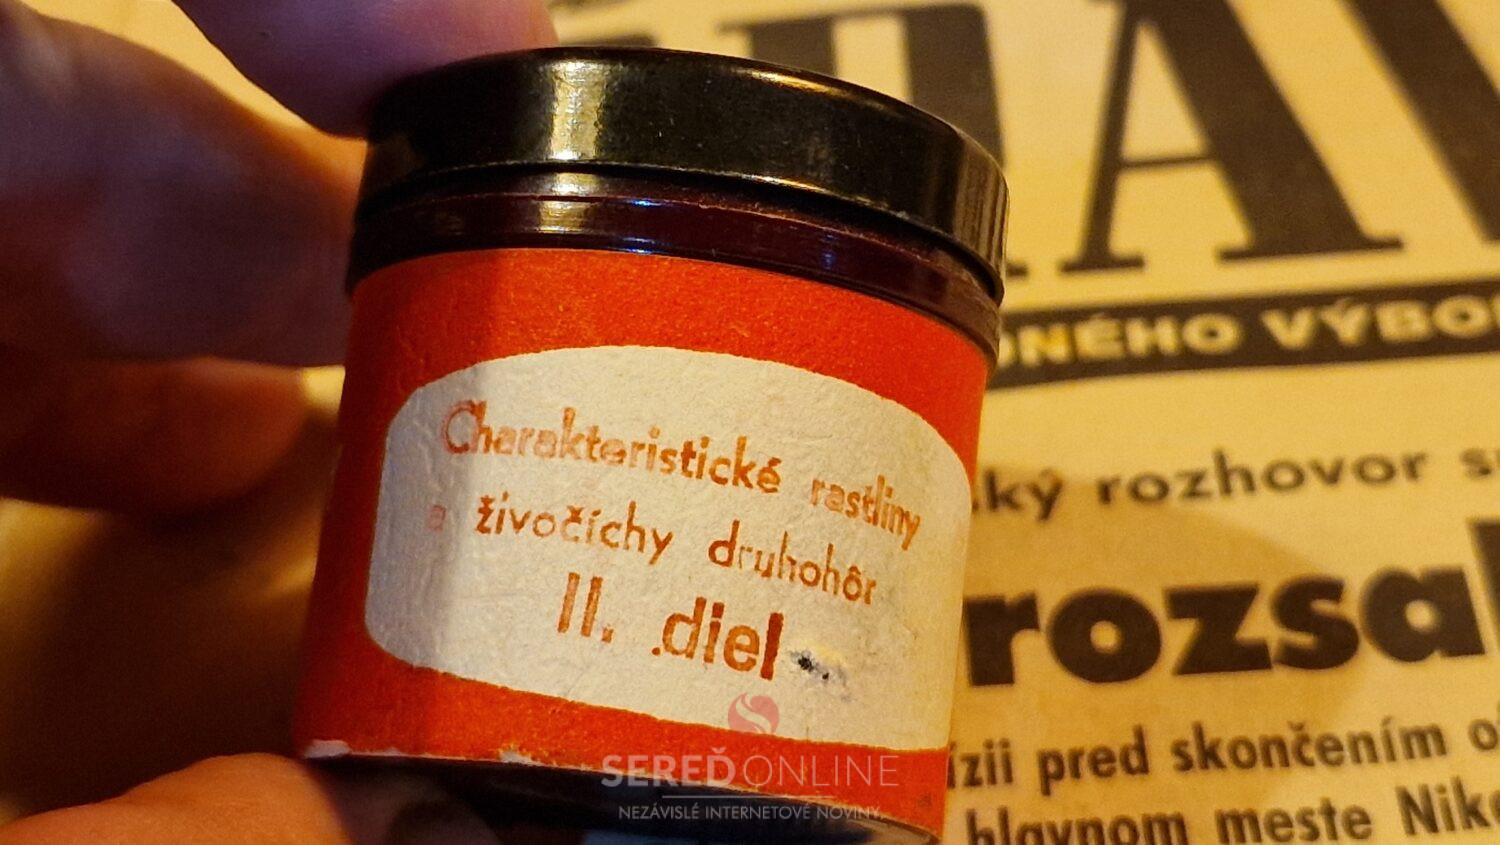 Charakteristické rastliny
a živočíchy druhohôr
II. diel
ONÉHO VÝBO
ký rozhovor s
rozsa
ízii pred skončením o
hlavnom meste Nik
SEREĎONLINE
NEZÁVISLÉ INTERNETOVÉ NOVINY.